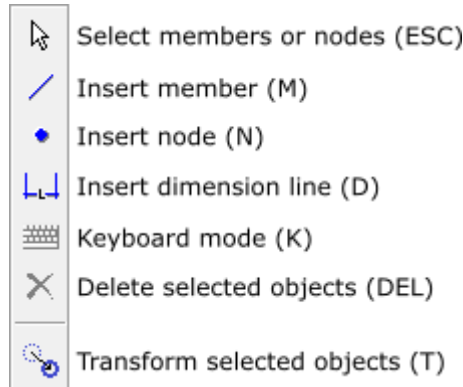 Select members or nodes (ESC)
Insert member (M)
Insert node (N)
L
Insert dimension line (D)
Keyboard mode (K)
Delete selected objects (DEL)
Transform selected objects (T)